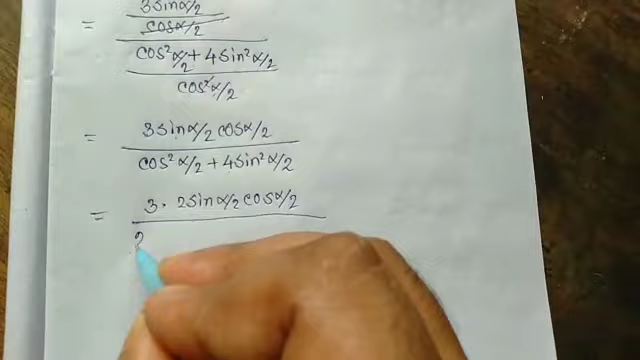 3sinα/2
= cosα/2
cos²α/2 + 4sin²α/2
cos²α/2
= 3sinα/2 cosα/2
cos²α/2 + 4sin²α/2
= 3. 2sinα/2 cosα/2
2